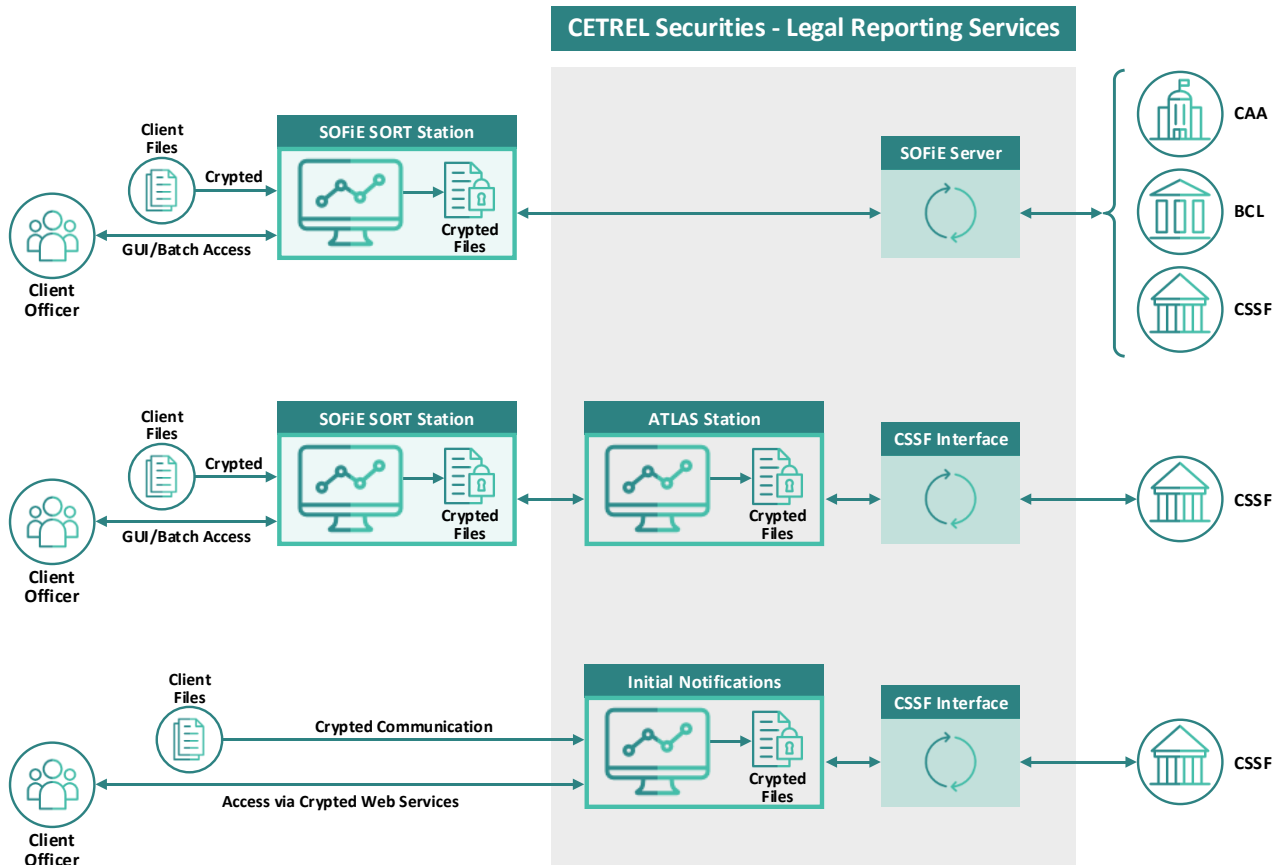 CETREL Securities - Legal Reporting Services
Client
Files
Crypted
GUI/Batch Access
Client
Officer
SOFiE SORT Station
Crypted
Files
SOFiE Server
CAA
BCL
CSSF
Client
Files
Crypted
GUI/Batch Access
Client
Officer
SOFiE SORT Station
Crypted
Files
ATLAS Station
Crypted
Files
CSSF Interface
CSSF
Client
Files
Crypted Communication
Access via Crypted Web Services
Client
Officer
Initial Notifications
Crypted
Files
CSSF Interface
CSSF